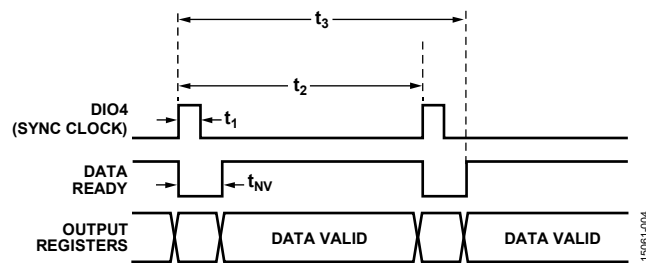 t3
t2
DIO4
(SYNC CLOCK)
t1
DATA
READY
tNV
OUTPUT
REGISTERS
DATA VALID
DATA VALID
15061-004